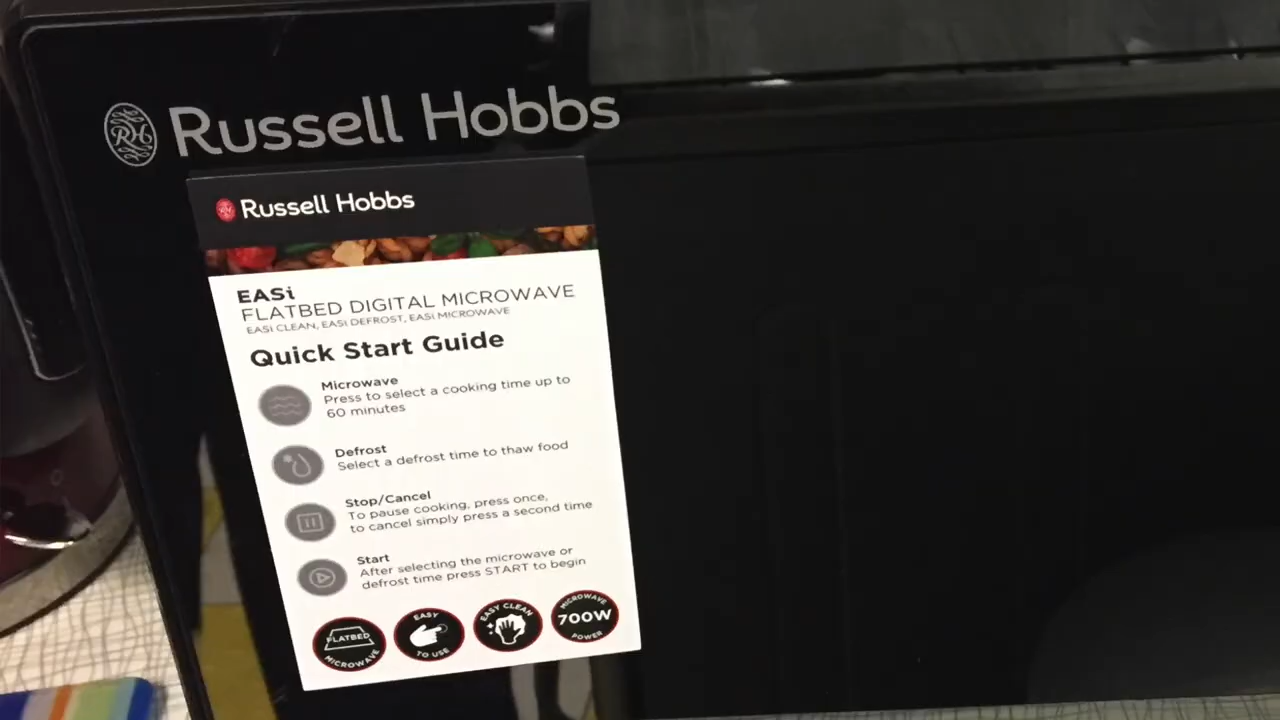 RH Russell Hobbs
Russell Hobbs
EASi
FLATBED DIGITAL MICROWAVE
EASi CLEAN, EASi DEFROST, EASi MICROWAVE
Quick Start Guide
Microwave
Press to select a cooking time up to
60 minutes
Defrost
Select a defrost time to thaw food
Stop/Cancel
To pause cooking, press once,
to cancel simply press a second time
Start
After selecting the microwave or
defrost time press START to begin
FLATBED
MICROWAVE
EASY
TO USE
EASY CLEAN
MICROWAVE
700W
POWER